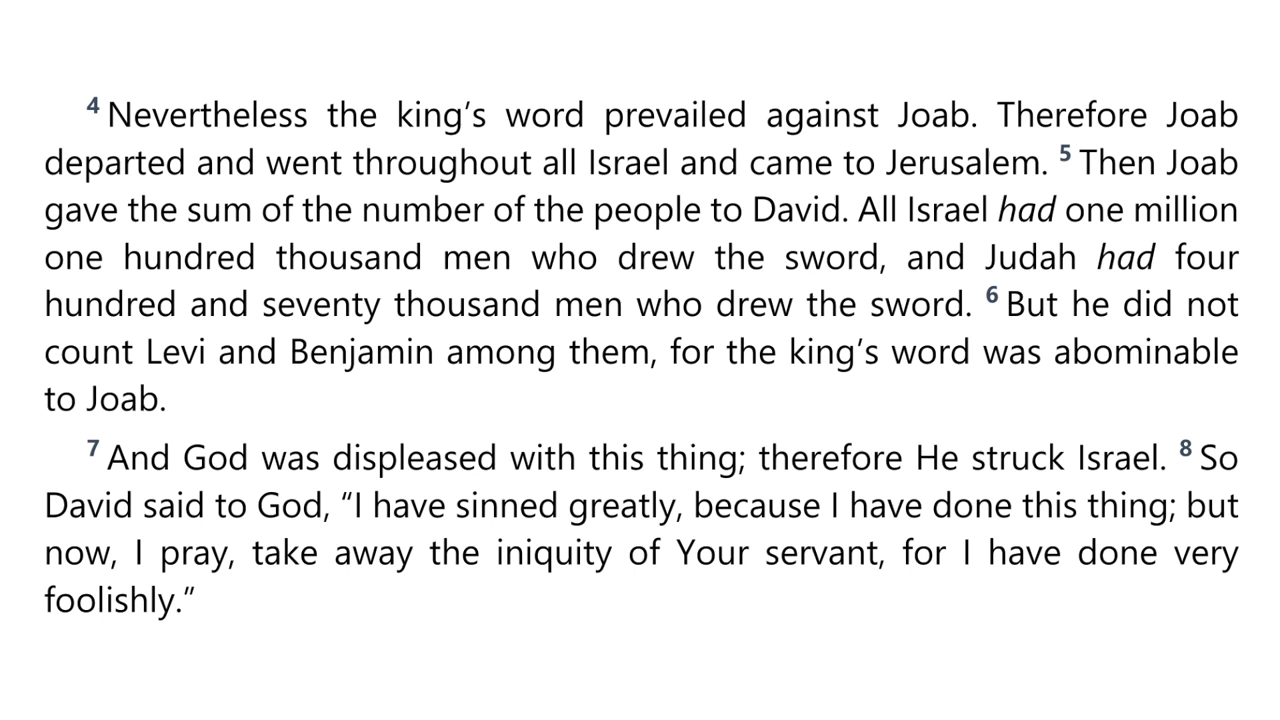 4 Nevertheless the king’s word prevailed against Joab. Therefore Joab
departed and went throughout all Israel and came to Jerusalem. 5 Then Joab
gave the sum of the number of the people to David. All Israel had one million
one hundred thousand men who drew the sword, and Judah had four
hundred and seventy thousand men who drew the sword. 6 But he did not
count Levi and Benjamin among them, for the king’s word was abominable
to Joab.
7 And God was displeased with this thing; therefore He struck Israel. 8 So
David said to God, “I have sinned greatly, because I have done this thing; but
now, I pray, take away the iniquity of Your servant, for I have done very
foolishly.”